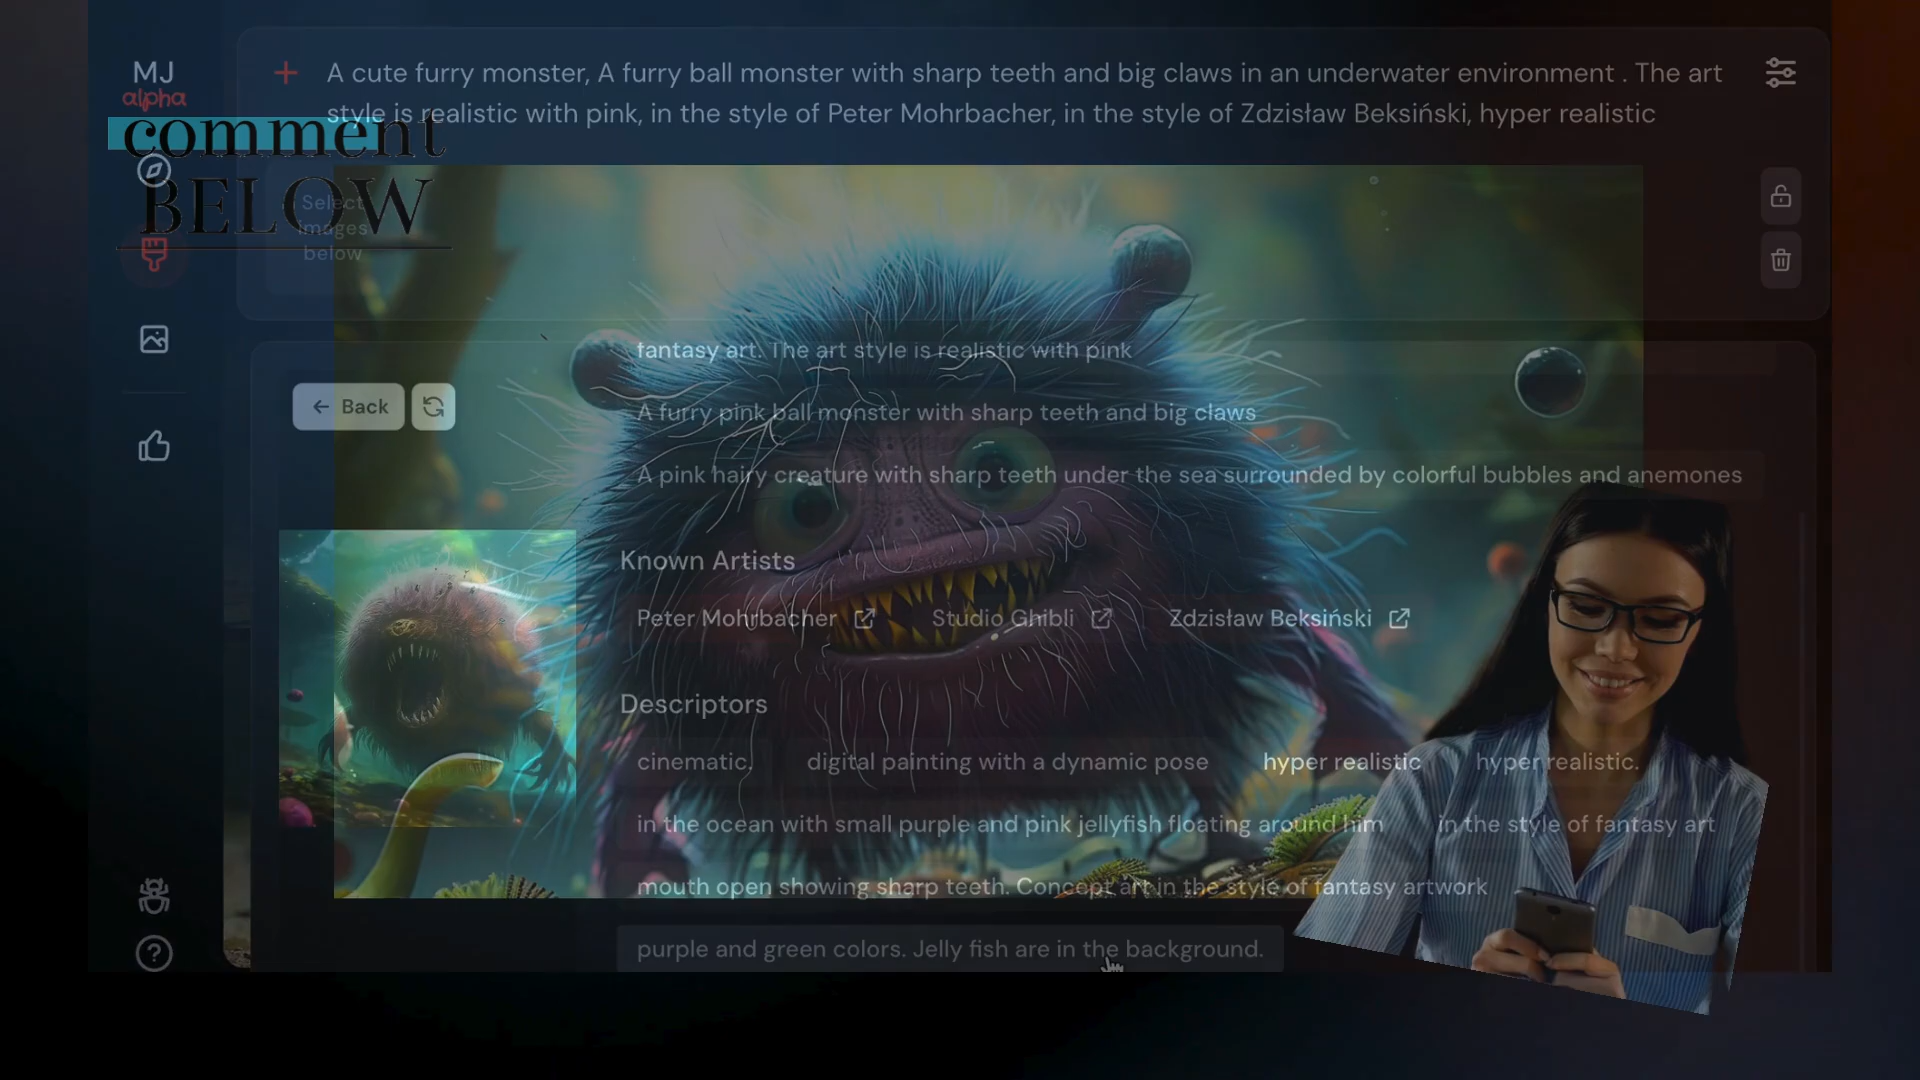 MJ
alpha
A cute furry monster, A furry ball monster with sharp teeth and big claws in an underwater environment . The art
style is realistic with pink, in the style of Peter Mohrbacher, in the style of Zdzisław Beksiński, hyper realistic
comment
BELOW
Select
images
below
fantasy art. The art style is realistic with pink
Back
A furry pink ball monster with sharp teeth and big claws
A pink hairy creature with sharp teeth under the sea surrounded by colorful bubbles and anemones
Known Artists
Peter Mohrbacher Studio Ghibli Zdzisław Beksiński
Descriptors
cinematic. digital painting with a dynamic pose hyper realistic hyper realistic.
in the ocean with small purple and pink jellyfish floating around him in the style of fantasy art
mouth open showing sharp teeth. Concept art in the style of fantasy artwork
purple and green colors. Jelly fish are in the background.